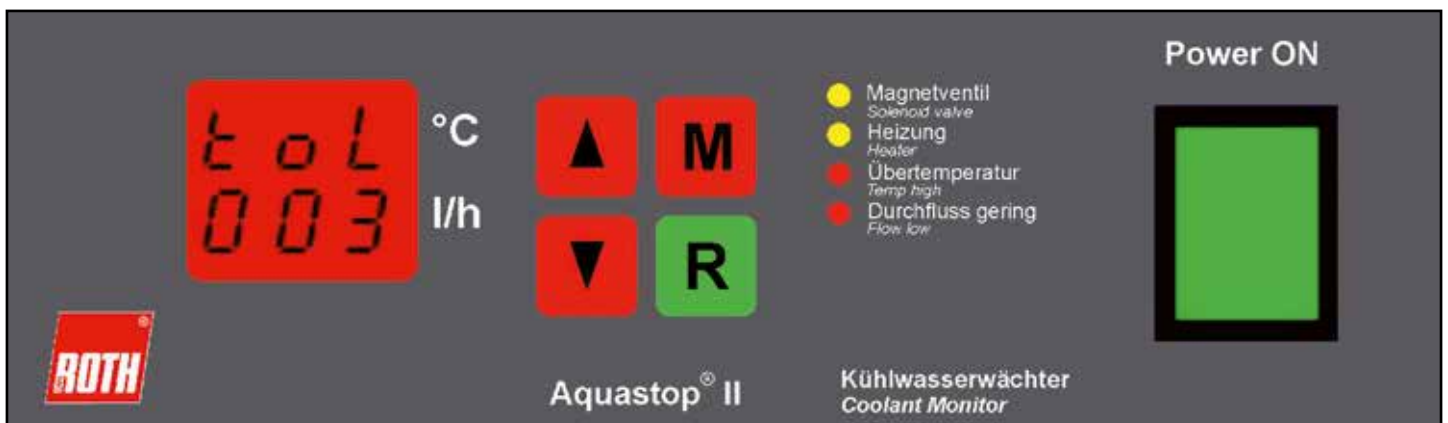 Power ON
toL
°C
003
l/h
▲
M
▼
R
Magnetventil
Solenoid valve
Heizung
Heater
Übertemperatur
Temp high
Durchfluss gering
Flow low
ROTH®
Aquastop® II
Kühlwasserwächter
Coolant Monitor